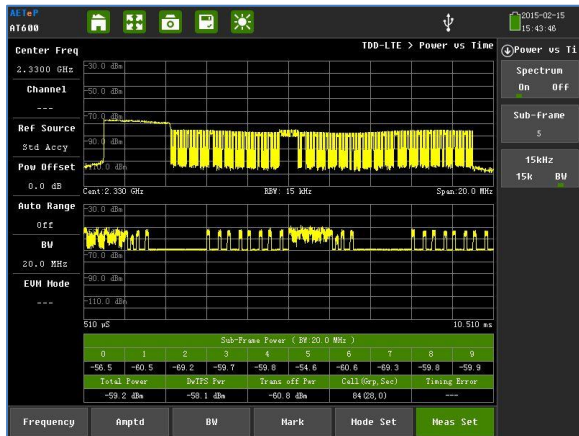 AETeP
AT600
2015-02-15
15:43:46
TDD-LTE > Power vs Time
Power vs Ti
Center Freq
2.3300 GHz
Channel
---
Ref Source
Std Accy
Pow Offset
0.0 dB
Auto Range
Off
BW
20.0 MHz
EVM Mode
---
-30.0 dBm
-50.0 dBm
-70.0 dBm
-90.0 dBm
-110.0 dBm
Cent:2.330 GHz RBW: 15 kHz Span:20.0 MHz
-30.0 dBm
-70.0 dBm
-90.0 dBm
-110.0 dBm
510 μS 10.510 ms
Sub-Frame Power ( BW:20.0 MHz )
0 1 2 3 4 5 6 7 8 9
-56.5 -60.5 -69.2 -59.7 -59.8 -54.6 -60.6 -69.3 -59.8 -59.9
Total Power DwTPS Pwr Trans off Pwr Cell(Grp,Sec) Timing Error
-59.2 dBm -58.1 dBm -60.8 dBm 84(28,0) ---
Spectrum
On Off
Sub-frame
5
15kHz
15k BW
Frequency Amptd BW Mark Mode Set Meas Set